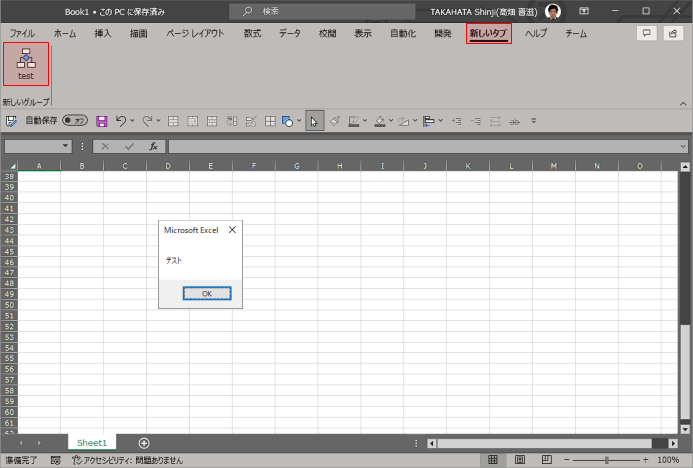 Book1 • この PC に保存済み
検索
TAKAHATA Shinji(高畑 晋滋)
ファイル ホーム 挿入 描画 ページ レイアウト 数式 データ 校閲 表示 自動化 開発 新しいタブ ヘルプ チーム
test
新しいグループ
自動保存 オフ
fx
A B C D E F G H I J K L M N O
38
39
40
41
42
43
44
45
46
47
48
49
50
51
52
53
54
55
56
57
58
59
60
61
Microsoft Excel
テスト
OK
Sheet1
準備完了 アクセシビリティ: 問題ありません 100%